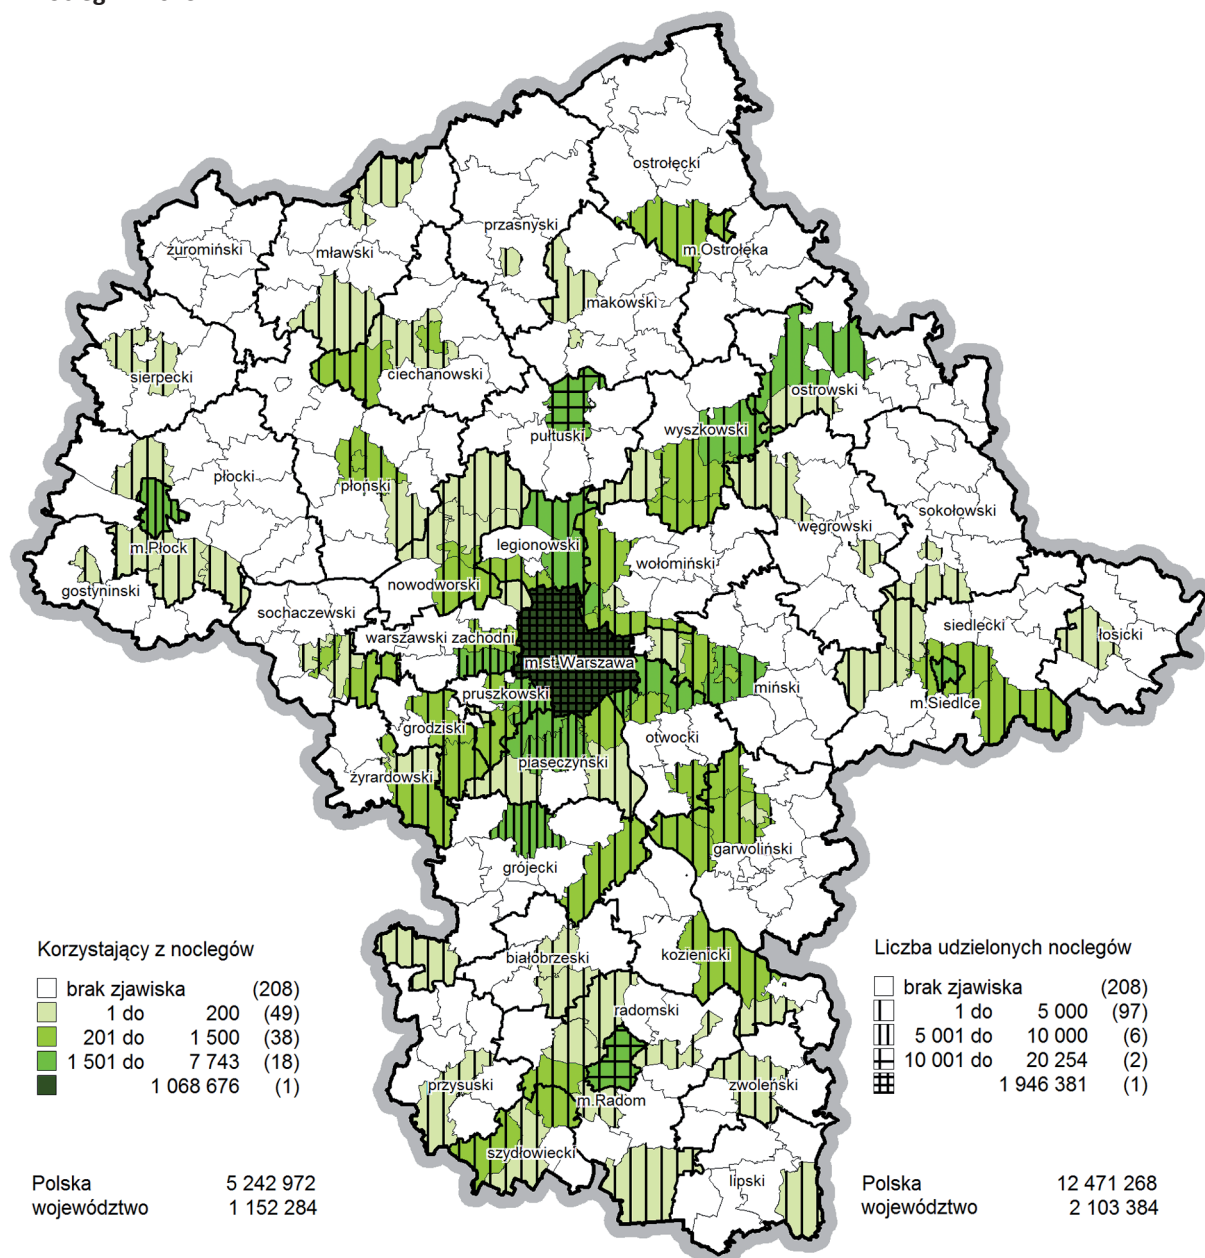 ostrołęcki
przasnyski
m.Ostrołęka
żuromiński
mławski
makowski
sierpecki
ciechanowski
ostrowski
pułtuski
wyszkowski
płocki
płoński
sokołowski
węgrowski
m.Płock
legionowski
wołomiński
gostyninski
nowodworski
sochaczewski
siedlecki
łosicki
warszawski zachodni
m.st.Warszawa
miński
pruszkowski
m.Siedlce
grodziski
otwocki
piaseczyński
żyrardowski
garwoliński
grójecki
białobrzeski
kozienicki
radomski
przysuski
zwoleński
m.Radom
szydłowiecki
lipski
Korzystający z noclegów
brak zjawiska (208)
1 do 200 (49)
201 do 1 500 (38)
1 501 do 7 743 (18)
1 068 676 (1)
Polska 5 242 972
województwo 1 152 284
Liczba udzielonych noclegów
brak zjawiska (208)
1 do 5 000 (97)
5 001 do 10 000 (6)
10 001 do 20 254 (2)
1 946 381 (1)
Polska 12 471 268
województwo 2 103 384